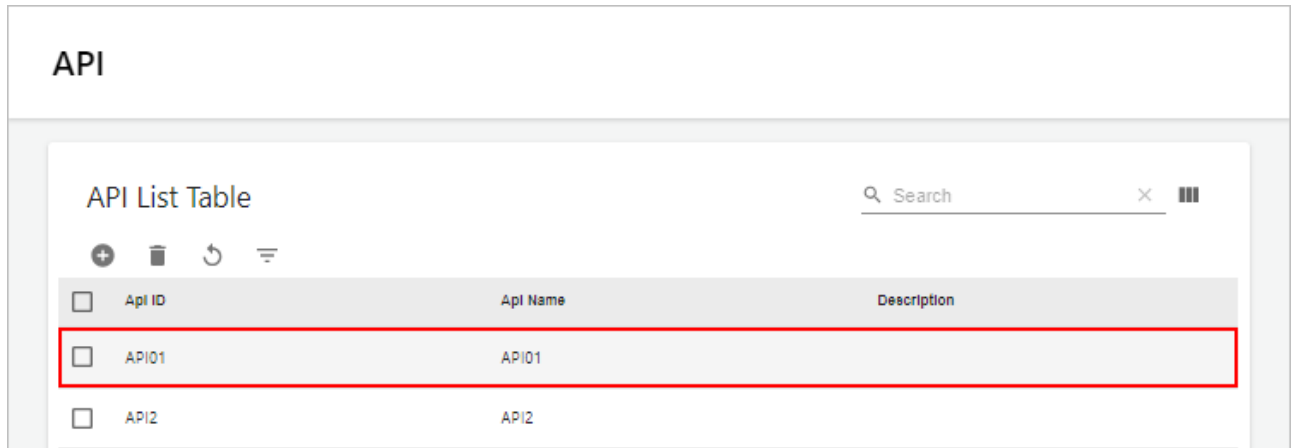 API
API List Table
Search
Api ID Api Name Description
API01 API01
API2 API2